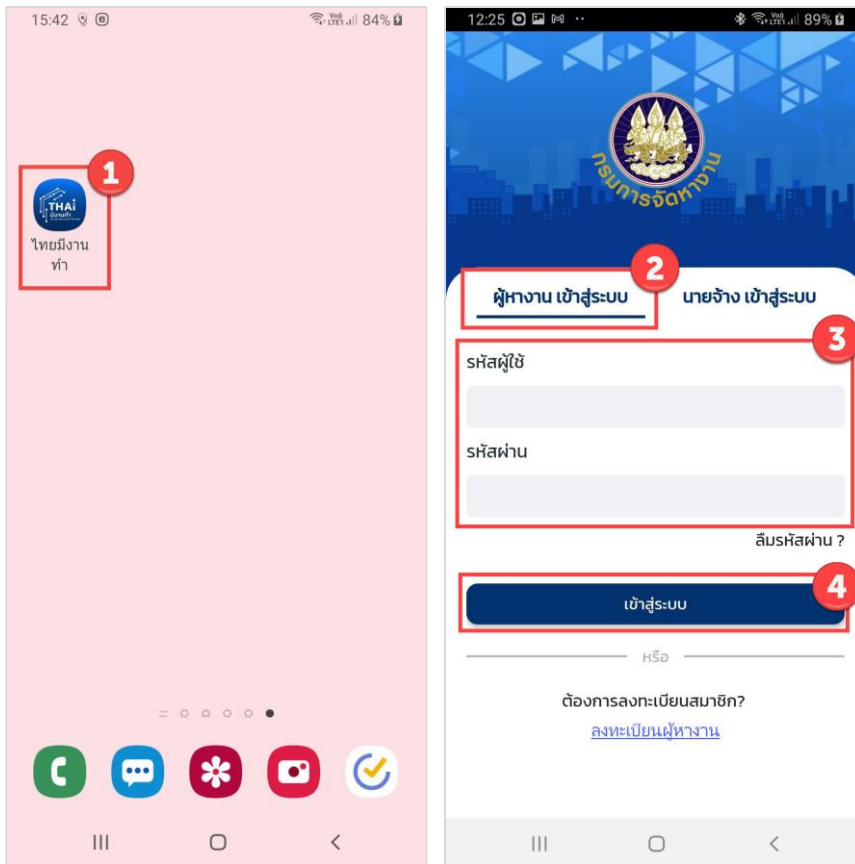 15:42
84%
1
THAi
มีงานทำ
ไทยมีงาน
ทำ
12:25
89%
กรมการจัดหางาน
2
ผู้หางาน เข้าสู่ระบบ
นายจ้าง เข้าสู่ระบบ
3
รหัสผู้ใช้
รหัสผ่าน
ลืมรหัสผ่าน ?
4
เข้าสู่ระบบ
หรือ
ต้องการลงทะเบียนสมาชิก?
ลงทะเบียนผู้หางาน